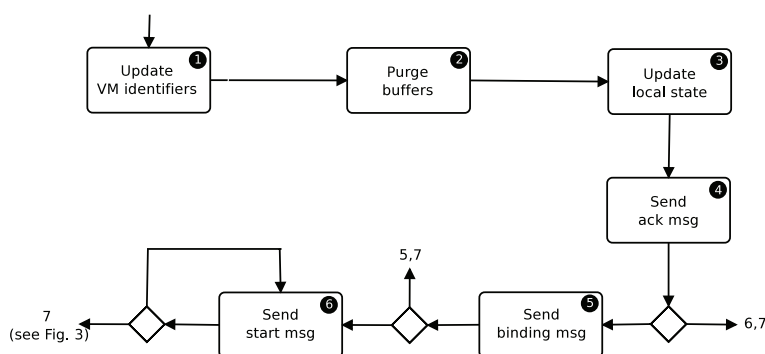 1
Update
VM identifiers
2
Purge
buffers
3
Update
local state
4
Send
ack msg
5,7
7
(see Fig. 3)
6
Send
start msg
5
Send
binding msg
6,7